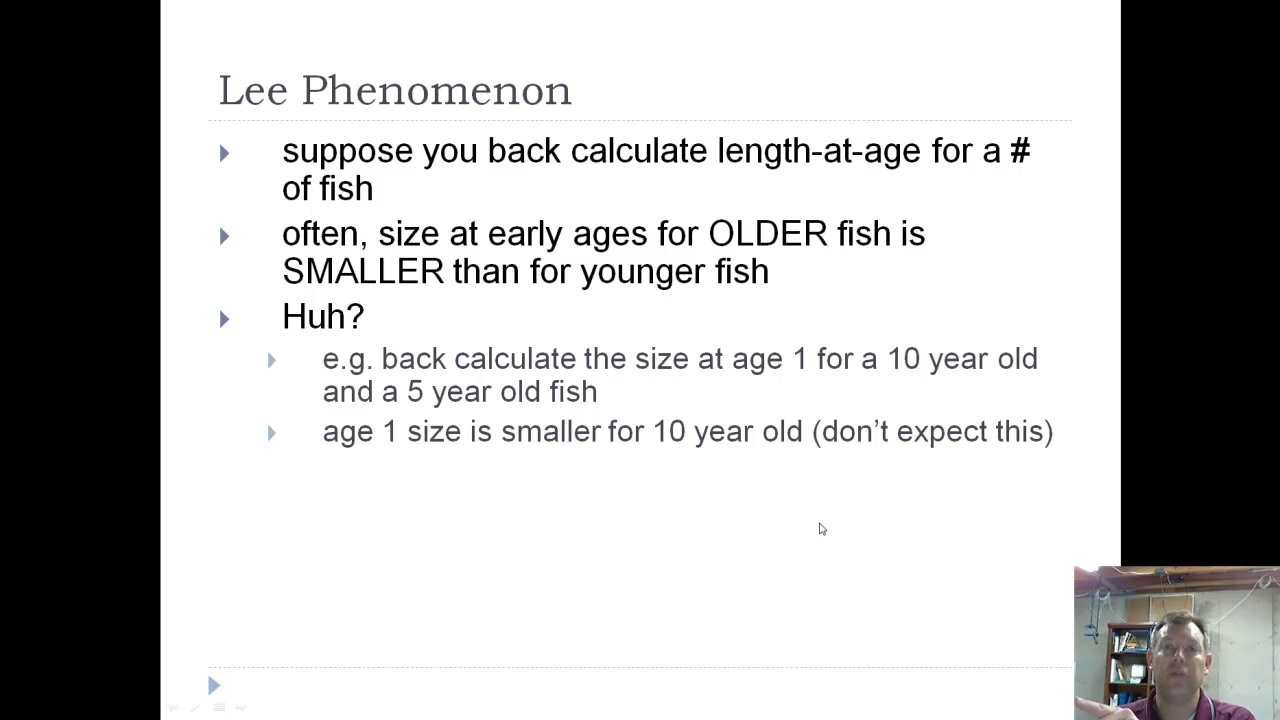 Lee Phenomenon
suppose you back calculate length-at-age for a #
of fish
often, size at early ages for OLDER fish is
SMALLER than for younger fish
Huh?
e.g. back calculate the size at age 1 for a 10 year old
and a 5 year old fish
age 1 size is smaller for 10 year old (don't expect this)